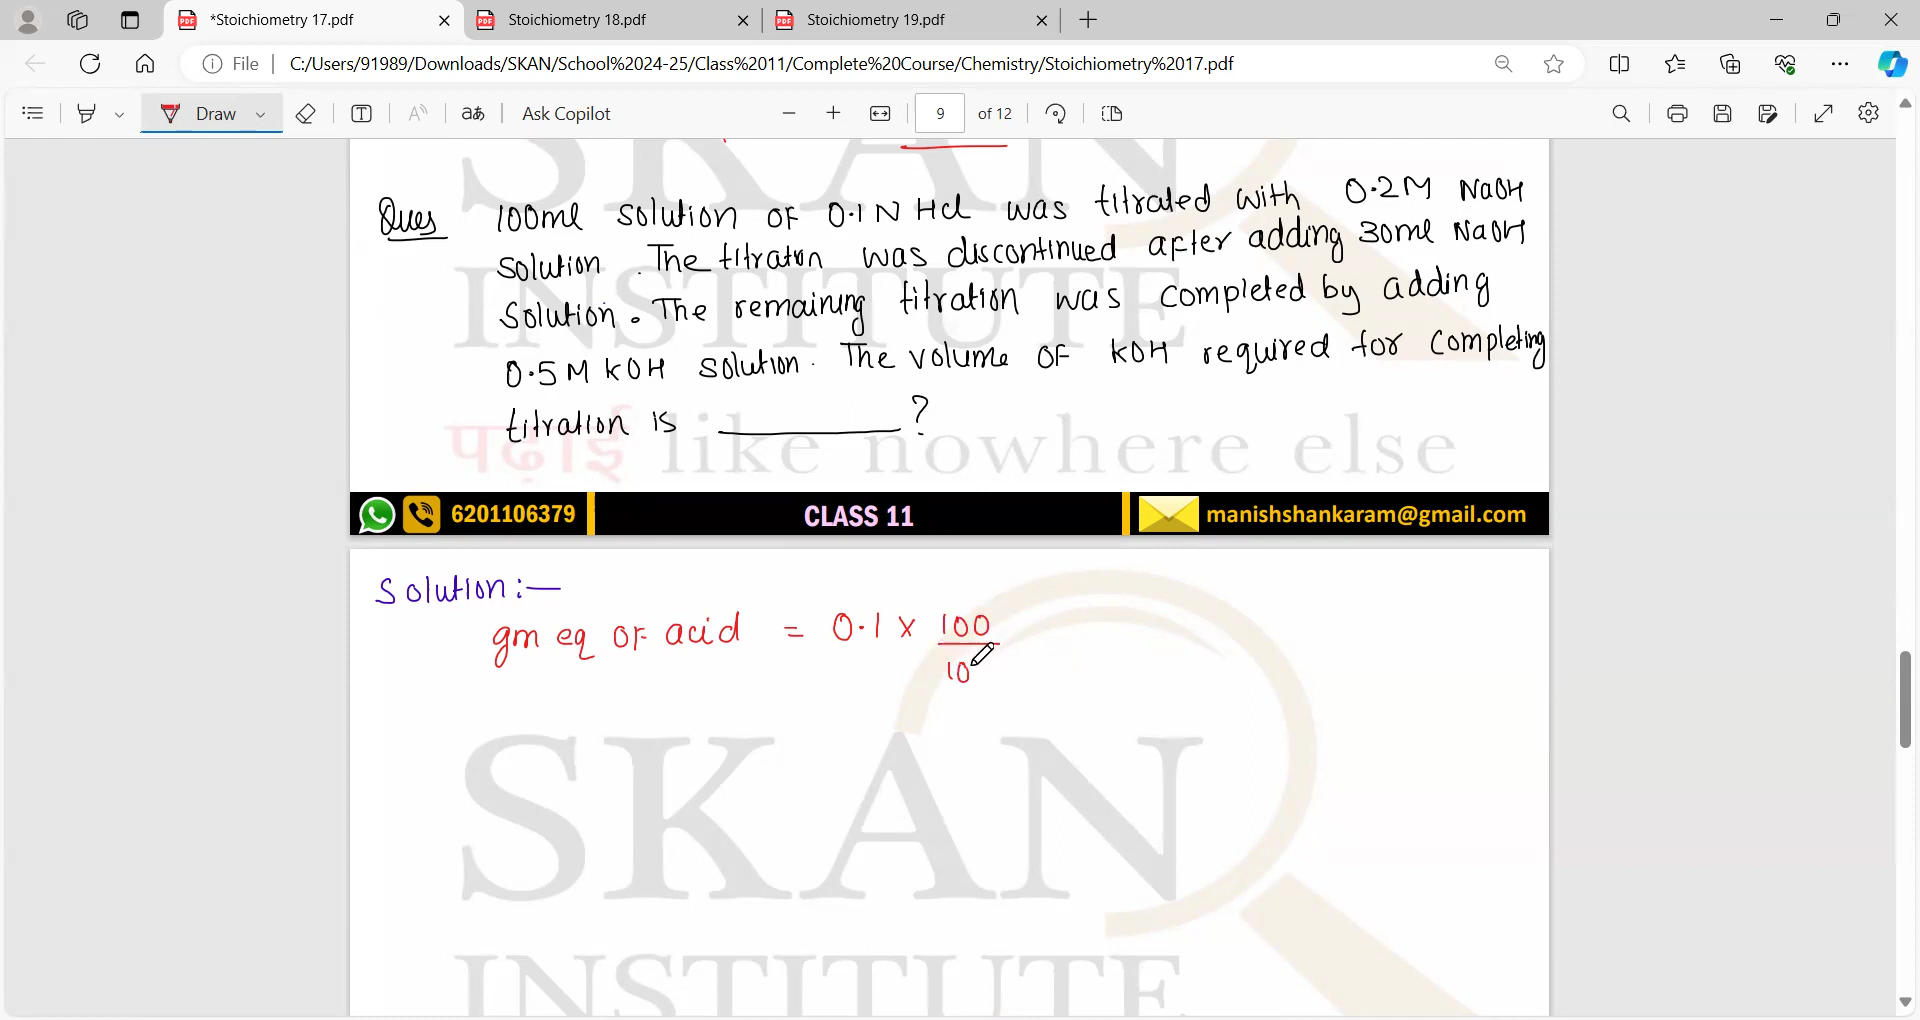 *Stoichiometry 17.pdf
Stoichiometry 18.pdf
Stoichiometry 19.pdf
File
C:/Users/91989/Downloads/SKAN/School%2024-25/Class%2011/Complete%20Course/Chemistry/Stoichiometry%2017.pdf
Draw
Ask Copilot
9 of 12
Ques 100ml solution of 0.1 N HCl was titrated with 0.2M NaOH
solution. The titration was discontinued after adding 30ml NaOH
solution. The remaining titration was completed by adding
0.5M KOH solution. The volume of KOH required for completing
titration is ________ ?
SKAN
INSTITUTE
पढ़ाई like nowhere else
6201106379
CLASS 11
manishshankaram@gmail.com
Solution:—
gm eq of acid = 0.1 × 100
10
SKAN
INSTITUTE